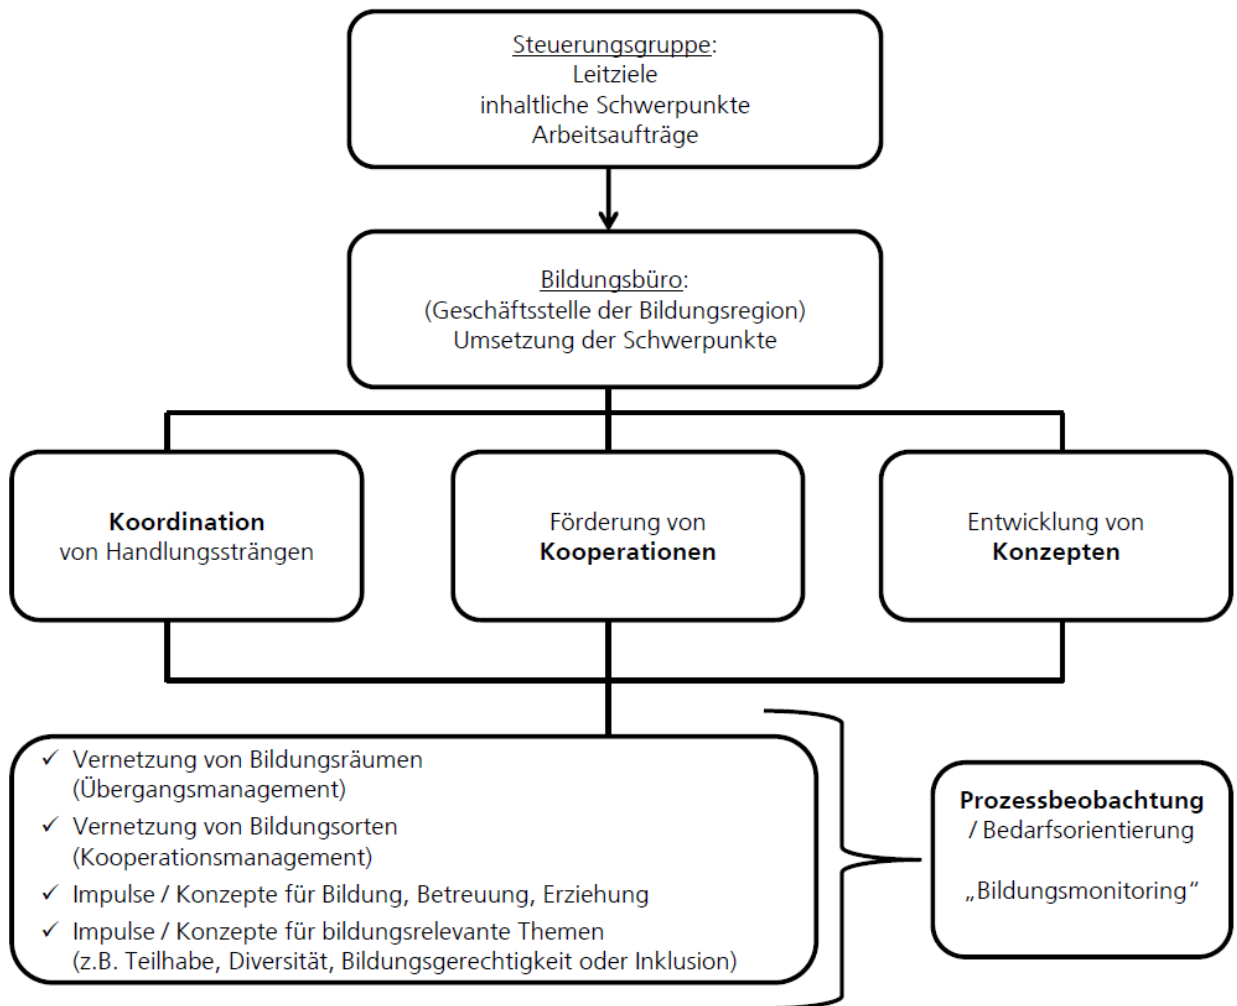 Steuerungsgruppe:
Leitziele
inhaltliche Schwerpunkte
Arbeitsaufträge
Bildungsbüro:
(Geschäftsstelle der Bildungsregion)
Umsetzung der Schwerpunkte
Koordination
von Handlungssträngen
Förderung von
Kooperationen
Entwicklung von
Konzepten
✓ Vernetzung von Bildungsräumen
(Übergangsmanagement)
✓ Vernetzung von Bildungsorten
(Kooperationsmanagement)
✓ Impulse / Konzepte für Bildung, Betreuung, Erziehung
✓ Impulse / Konzepte für bildungsrelevante Themen
(z.B. Teilhabe, Diversität, Bildungsgerechtigkeit oder Inklusion)
Prozessbeobachtung
/ Bedarfsorientierung
„Bildungsmonitoring“